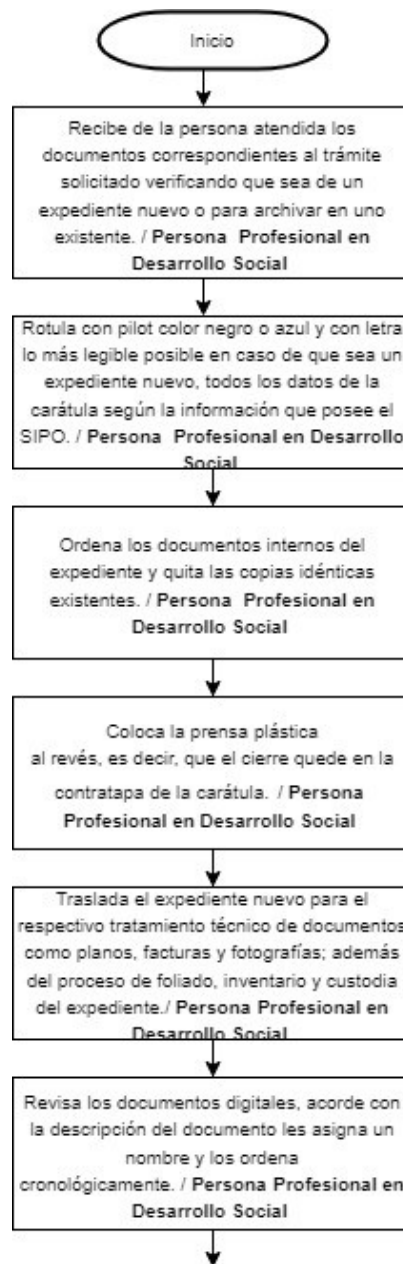 Inicio
Recibe de la persona atendida los
documentos correspondientes al trámite
solicitado verificando que sea de un
expediente nuevo o para archivar en uno
existente. / Persona Profesional en
Desarrollo Social
Rotula con pilot color negro o azul y con letra
lo más legible posible en caso de que sea un
expediente nuevo, todos los datos de la
carátula según la información que posee el
SIPO. / Persona Profesional en Desarrollo
Social
Ordena los documentos internos del
expediente y quita las copias idénticas
existentes. / Persona Profesional en
Desarrollo Social
Coloca la prensa plástica
al revés, es decir, que el cierre quede en la
contratapa de la carátula. / Persona
Profesional en Desarrollo Social
Traslada el expediente nuevo para el
respectivo tratamiento técnico de documentos
como planos, facturas y fotografías; además
del proceso de foliado, inventario y custodia
del expediente./ Persona Profesional en
Desarrollo Social
Revisa los documentos digitales, acorde con
la descripción del documento les asigna un
nombre y los ordena
cronológicamente. / Persona Profesional en
Desarrollo Social